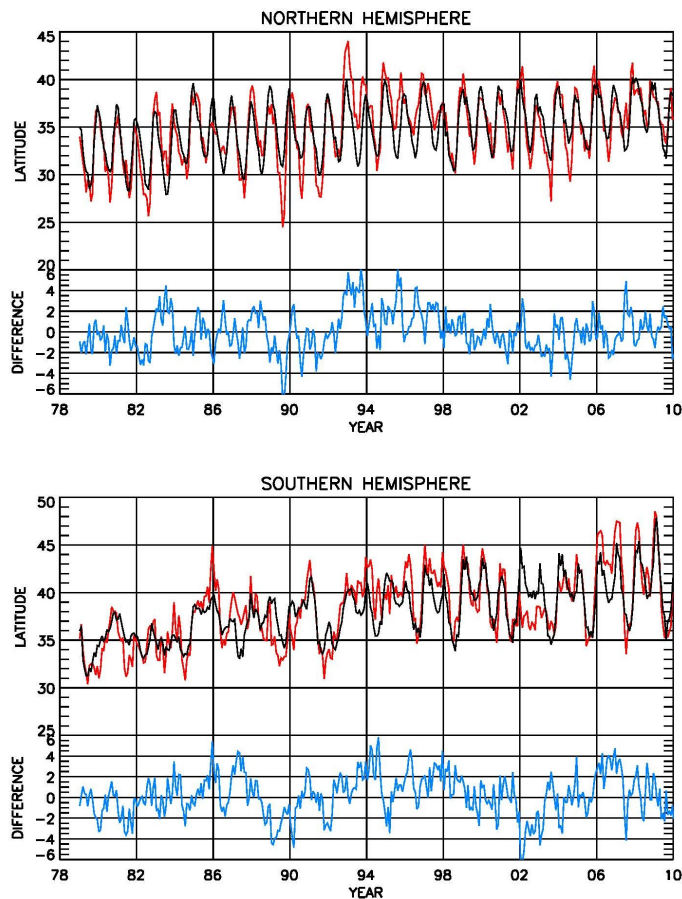 NORTHERN HEMISPHERE
45
40
35
30
25
20
LATITUDE
6
4
2
0
-2
-4
-6
DIFFERENCE
78 82 86 90 94 98 02 06 10
YEAR
SOUTHERN HEMISPHERE
50
45
40
35
30
25
LATITUDE
6
4
2
0
-2
-4
-6
DIFFERENCE
78 82 86 90 94 98 02 06 10
YEAR